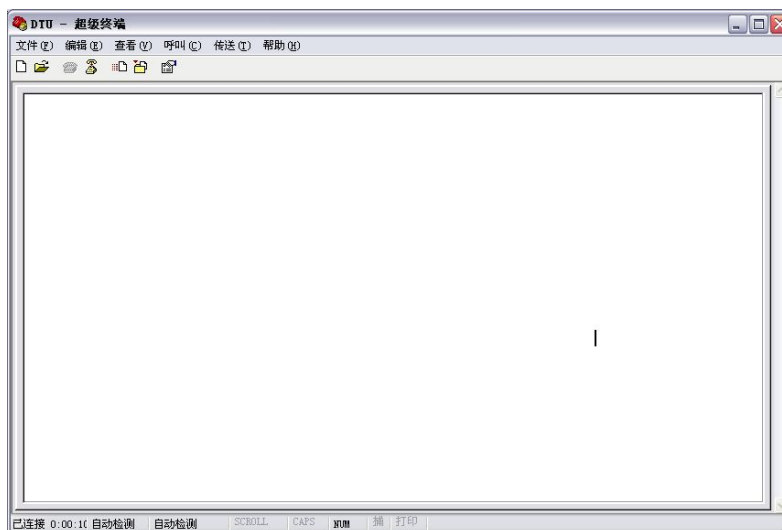 DTU - 超级终端
文件(F) 编辑(E) 查看(V) 呼叫(C) 传送(T) 帮助(H)
已连接 0:00:10 自动检测 自动检测 SCROLL CAPS NUM 捕 打印